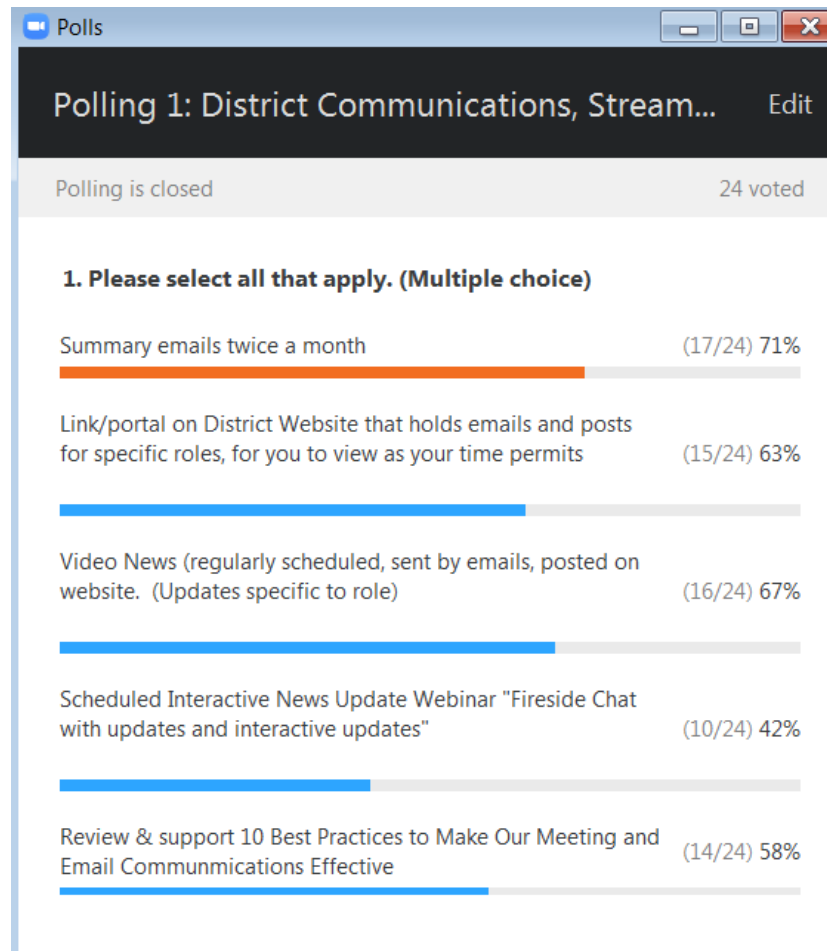 Polls
Polling 1: District Communications, Stream... Edit
Polling is closed 24 voted
1. Please select all that apply. (Multiple choice)
Summary emails twice a month (17/24) 71%
Link/portal on District Website that holds emails and posts
for specific roles, for you to view as your time permits (15/24) 63%
Video News (regularly scheduled, sent by emails, posted on
website.  (Updates specific to role) (16/24) 67%
Scheduled Interactive News Update Webinar "Fireside Chat
with updates and interactive updates" (10/24) 42%
Review & support 10 Best Practices to Make Our Meeting and
Email Communmications Effective (14/24) 58%